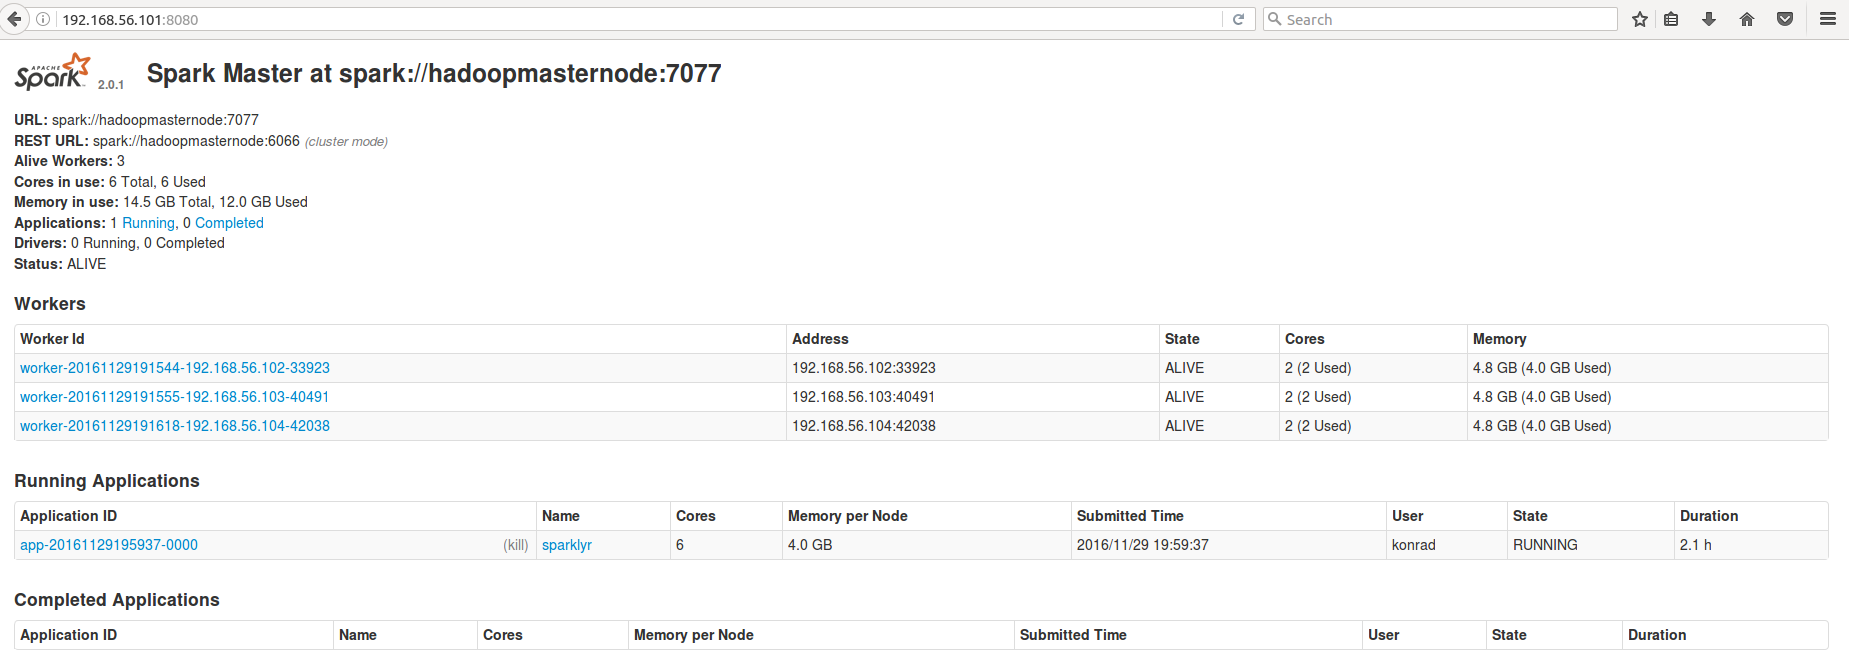 192.168.56.101:8080
Search
APACHE
Spark 2.0.1 Spark Master at spark://hadoopmasternode:7077
URL: spark://hadoopmasternode:7077
REST URL: spark://hadoopmasternode:6066 (cluster mode)
Alive Workers: 3
Cores in use: 6 Total, 6 Used
Memory in use: 14.5 GB Total, 12.0 GB Used
Applications: 1 Running, 0 Completed
Drivers: 0 Running, 0 Completed
Status: ALIVE
Workers
Worker Id Address State Cores Memory
worker-20161129191544-192.168.56.102-33923 192.168.56.102:33923 ALIVE 2 (2 Used) 4.8 GB (4.0 GB Used)
worker-20161129191555-192.168.56.103-40491 192.168.56.103:40491 ALIVE 2 (2 Used) 4.8 GB (4.0 GB Used)
worker-20161129191618-192.168.56.104-42038 192.168.56.104:42038 ALIVE 2 (2 Used) 4.8 GB (4.0 GB Used)
Running Applications
Application ID Name Cores Memory per Node Submitted Time User State Duration
app-20161129195937-0000 (kill) sparklyr 6 4.0 GB 2016/11/29 19:59:37 konrad RUNNING 2.1 h
Completed Applications
Application ID Name Cores Memory per Node Submitted Time User State Duration